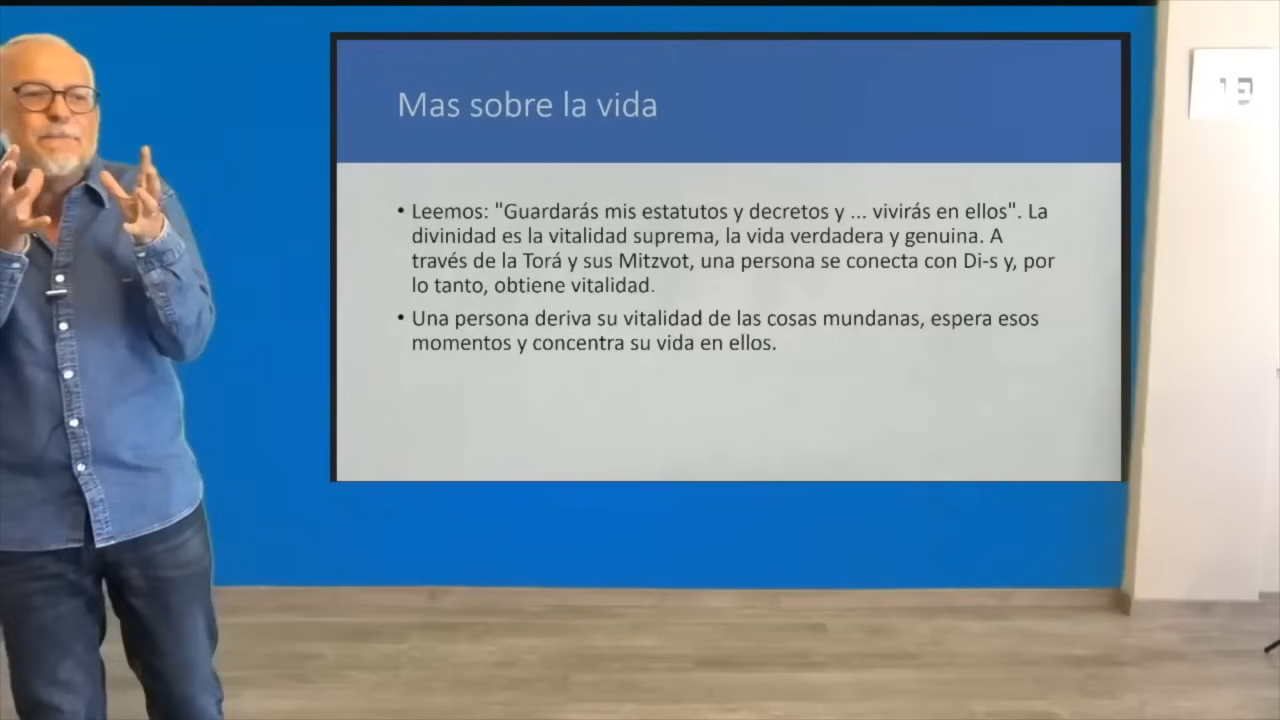 Mas sobre la vida
• Leemos: "Guardarás mis estatutos y decretos y ... vivirás en ellos". La
divinidad es la vitalidad suprema, la vida verdadera y genuina. A
través de la Torá y sus Mitzvot, una persona se conecta con Di-s y, por
lo tanto, obtiene vitalidad.
• Una persona deriva su vitalidad de las cosas mundanas, espera esos
momentos y concentra su vida en ellos.